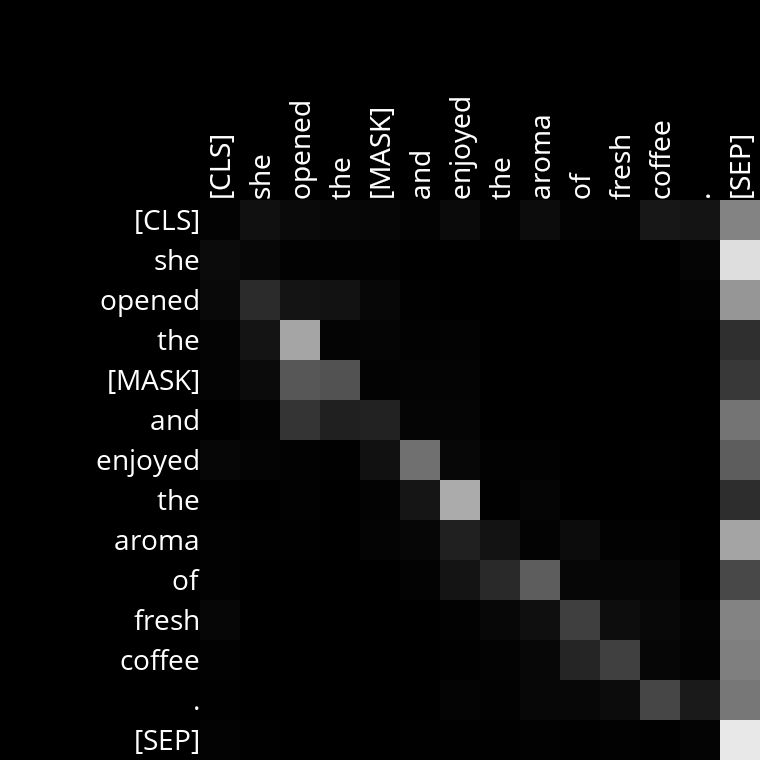 [CLS] she opened the [MASK] and enjoyed the aroma of fresh coffee . [SEP]
[CLS]
she
opened
the
[MASK]
and
enjoyed
the
aroma
of
fresh
coffee
.
[SEP]